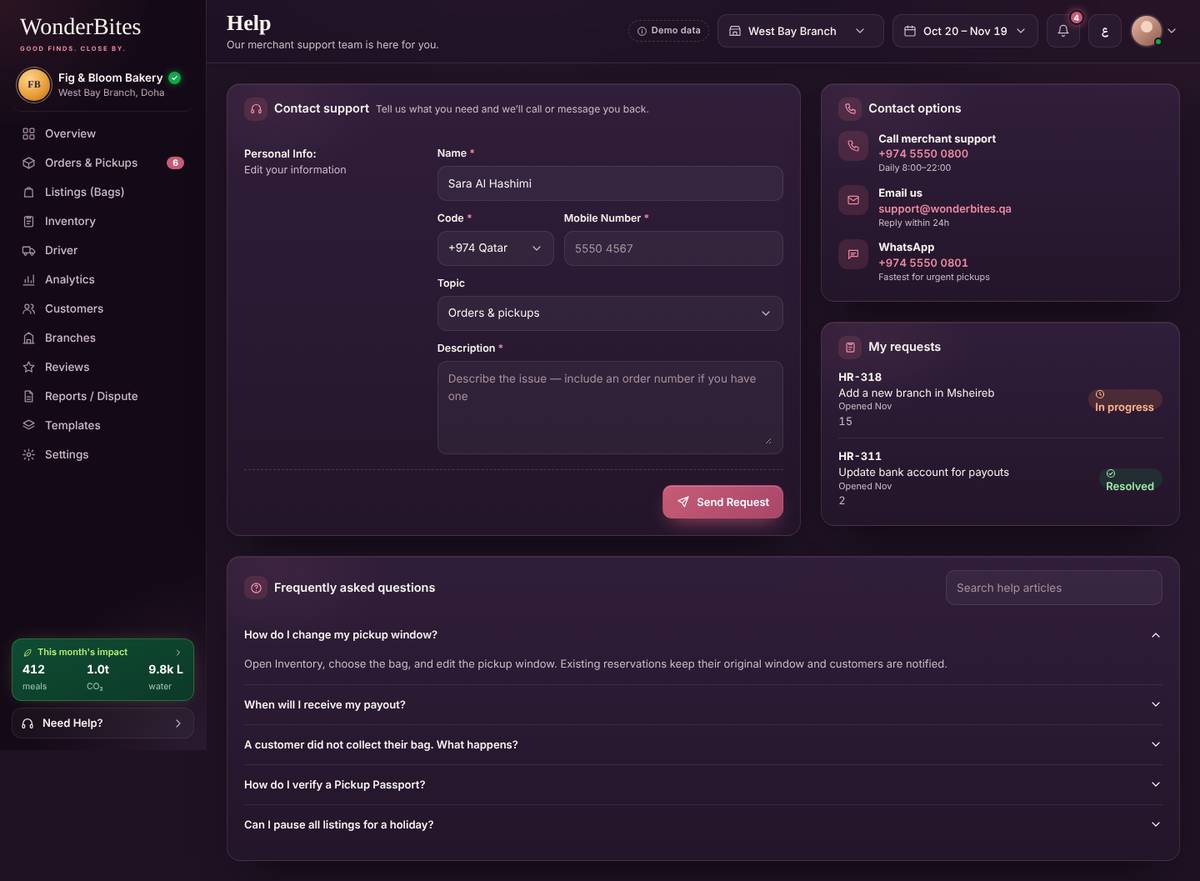 WonderBites
GOOD FINDS. CLOSE BY.
FB
Fig & Bloom Bakery
West Bay Branch, Doha
Overview
Orders & Pickups 6
Listings (Bags)
Inventory
Driver
Analytics
Customers
Branches
Reviews
Reports / Dispute
Templates
Settings
This month's impact
412 1.0t 9.8k L
meals CO₂ water
Need Help?
Help
Our merchant support team is here for you.
Demo data
West Bay Branch
Oct 20 – Nov 19
4
ع
Contact support Tell us what you need and we'll call or message you back.
Personal Info:
Edit your information
Name *
Sara Al Hashimi
Code * Mobile Number *
+974 Qatar 5550 4567
Topic
Orders & pickups
Description *
Describe the issue — include an order number if you have
one
Send Request
Contact options
Call merchant support
+974 5550 0800
Daily 8:00–22:00
Email us
support@wonderbites.qa
Reply within 24h
WhatsApp
+974 5550 0801
Fastest for urgent pickups
My requests
HR-318
Add a new branch in Msheireb
Opened Nov
15
In progress
HR-311
Update bank account for payouts
Opened Nov
2
Resolved
Frequently asked questions
Search help articles
How do I change my pickup window?
Open Inventory, choose the bag, and edit the pickup window. Existing reservations keep their original window and customers are notified.
When will I receive my payout?
A customer did not collect their bag. What happens?
How do I verify a Pickup Passport?
Can I pause all listings for a holiday?